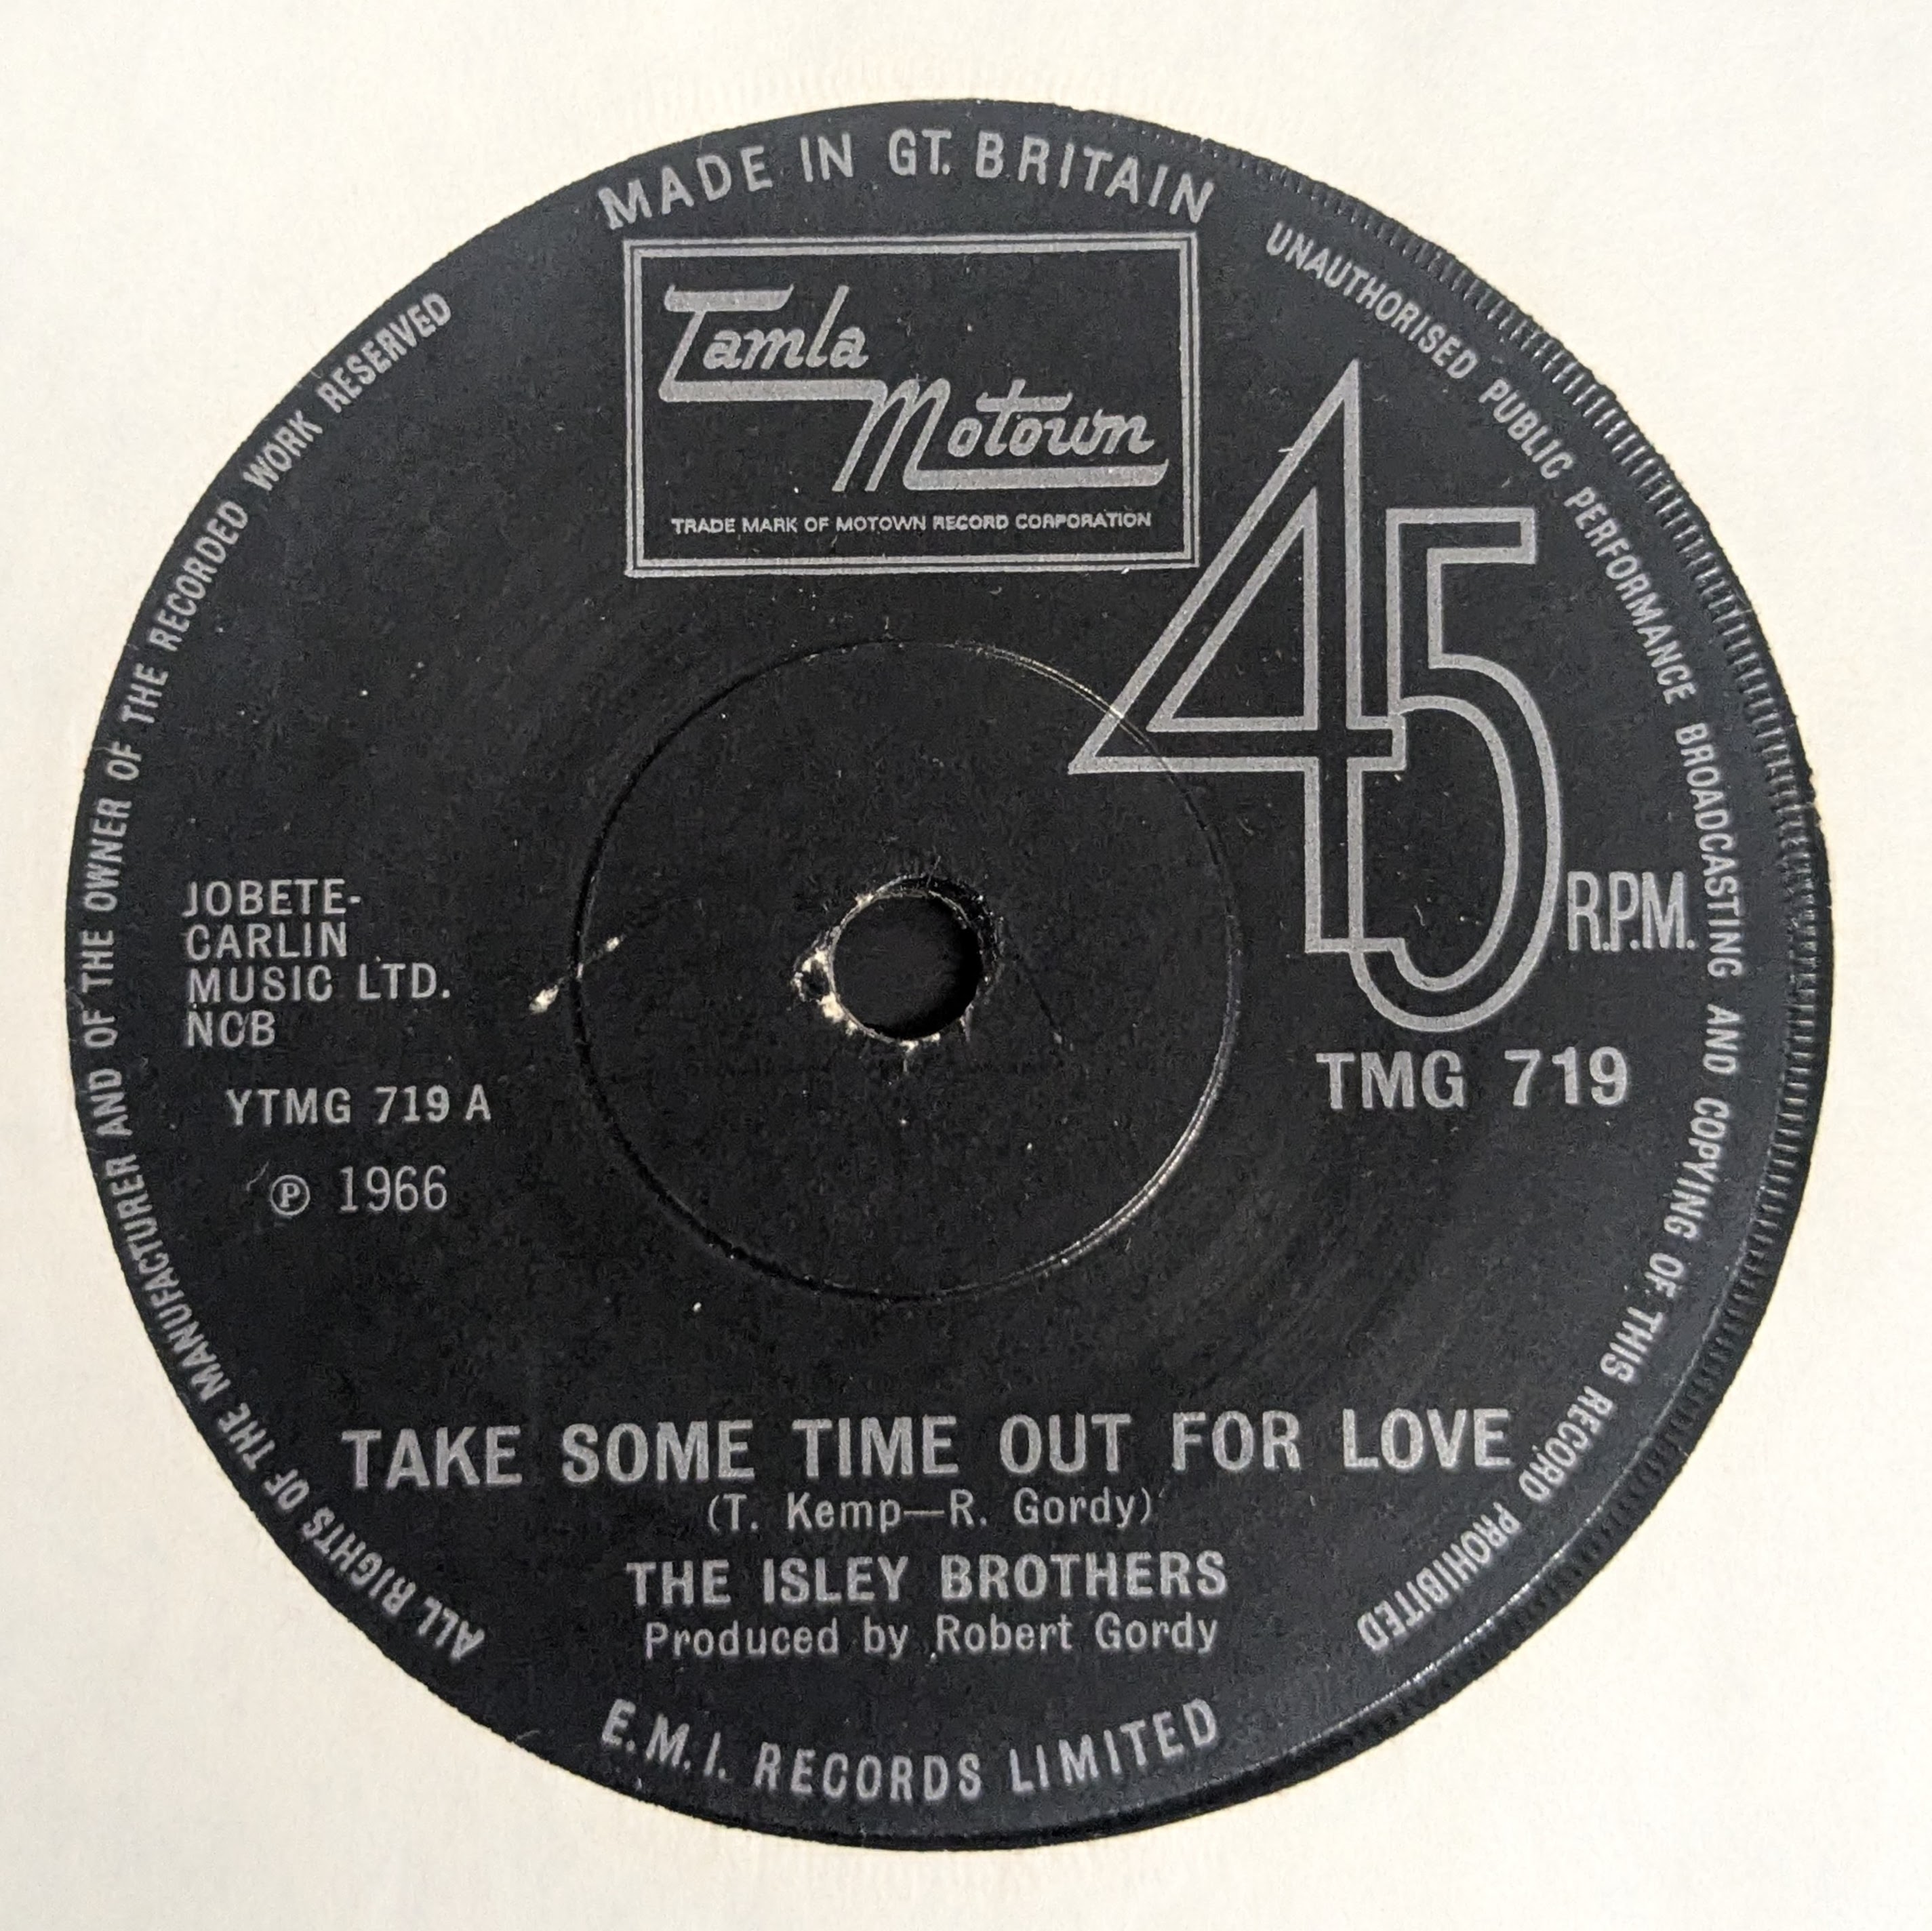 MADE IN GT. BRITAIN
UNAUTHORISED PUBLIC PERFORMANCE BROADCASTING AND COPYING OF THIS RECORD PROHIBITED
ALL RIGHTS OF THE MANUFACTURER AND OF THE OWNER OF THE RECORDED WORK RESERVED
Tamla
Motown
TRADE MARK OF MOTOWN RECORD CORPORATION
45
R.P.M.
JOBETE-
CARLIN
MUSIC LTD.
NCB
YTMG 719 A
℗ 1966
TMG 719
TAKE SOME TIME OUT FOR LOVE
(T. Kemp—R. Gordy)
THE ISLEY BROTHERS
Produced by Robert Gordy
E.M.I. RECORDS LIMITED